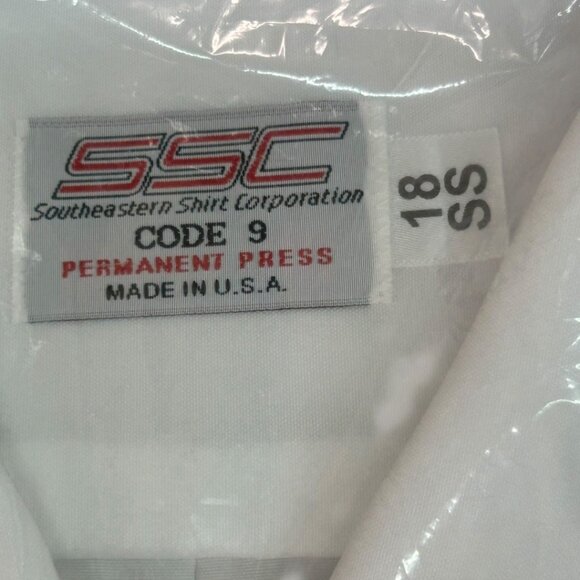 SSC
Southeastern Shirt Corporation
CODE 9
PERMANENT PRESS
MADE IN U.S.A.
18
SS